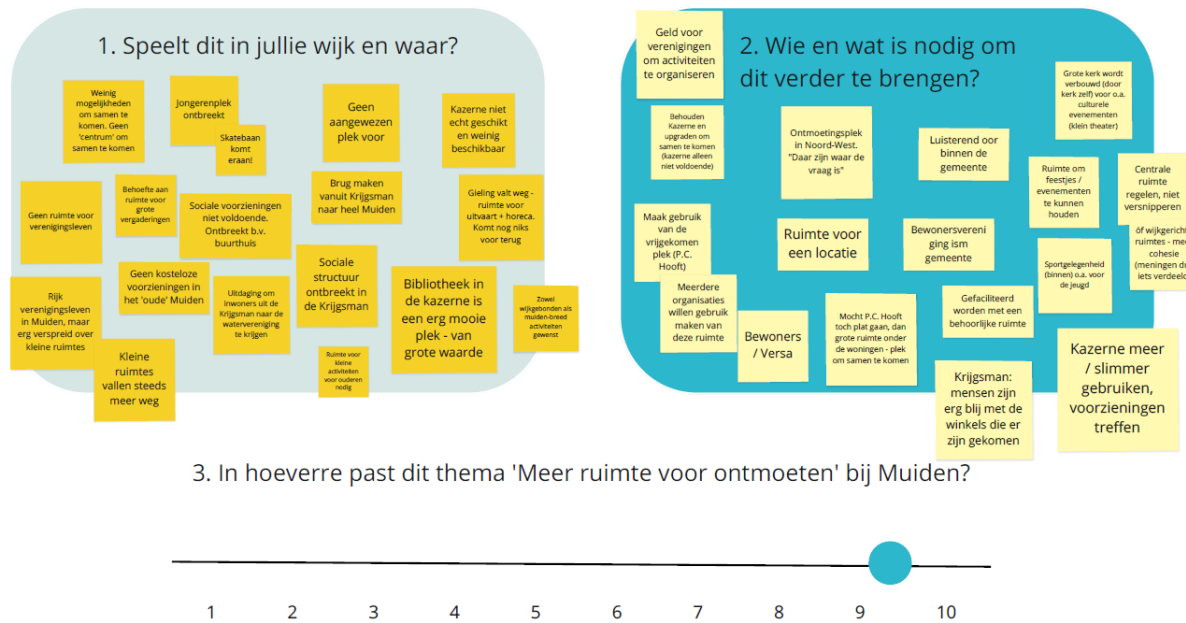 1. Speelt dit in jullie wijk en waar?
Weinig
mogelijkheden
om samen te
komen. Geen
'centrum' om
samen te komen
Jongerenplek
ontbreekt
Skatebaan
komt
eraan!
Geen
aangewezen
plek voor
Kazerne niet
echt geschikt
en weinig
beschikbaar
Geen ruimte voor
verenigingsleven
Behoefte aan
ruimte voor
grote
vergaderingen
Sociale voorzieningen
niet voldoende.
Ontbreekt b.v.
buurthuis
Brug maken
vanuit Krijgsman
naar heel Muiden
Gieling valt weg -
ruimte voor
uitvaart + horeca.
Komt nog niks
voor terug
Rijk
verenigingsleven
in Muiden, maar
erg verspreid over
kleine ruimtes
Geen kosteloze
voorzieningen in
het 'oude' Muiden
Uitdaging om
inwoners uit de
Krijgsman naar de
watervereniging
te krijgen
Sociale
structuur
ontbreekt in
de Krijgsman
Bibliotheek in
de kazerne is
een erg mooie
plek - van
grote waarde
Zowel
wijkgebonden als
muiden-breed
activiteiten
gewenst
Kleine
ruimtes
vallen steeds
meer weg
Ruimte voor
kleine
activiteiten
voor ouderen
nodig
2. Wie en wat is nodig om
dit verder te brengen?
Geld voor
verenigingen
om activiteiten
te organiseren
Behouden
Kazerne en
upgraden om
samen te komen
(kazerne alleen
niet voldoende)
Ontmoetingsplek
in Noord-West.
"Daar zijn waar de
vraag is"
Luisterend oor
binnen de
gemeente
Grote kerk wordt
verbouwd (door
kerk zelf) voor o.a.
culturele
evenementen
(klein theater)
Ruimte om
feestjes /
evenementen
te kunnen
houden
Centrale
ruimte
regelen, niet
versnipperen
Maak gebruik
van de
vrijgekomen
plek (P.C.
Hooft)
Ruimte voor
een locatie
Bewonersvereni
ging ism
gemeente
Sportgelegenheid
(binnen) o.a. voor
de jeugd
óf wijkgericht
ruimtes - mee
cohesie
(meningen du
iets verdeeld
Meerdere
organisaties
willen gebruik
maken van
deze ruimte
Bewoners
/ Versa
Mocht P.C. Hooft
toch plat gaan, dan
grote ruimte onder
de woningen - plek
om samen te komen
Gefaciliteerd
worden met een
behoorlijke ruimte
Krijgsman:
mensen zijn
erg blij met de
winkels die er
zijn gekomen
Kazerne meer
/ slimmer
gebruiken,
voorzieningen
treffen
3. In hoeverre past dit thema 'Meer ruimte voor ontmoeten' bij Muiden?
1 2 3 4 5 6 7 8 9 10